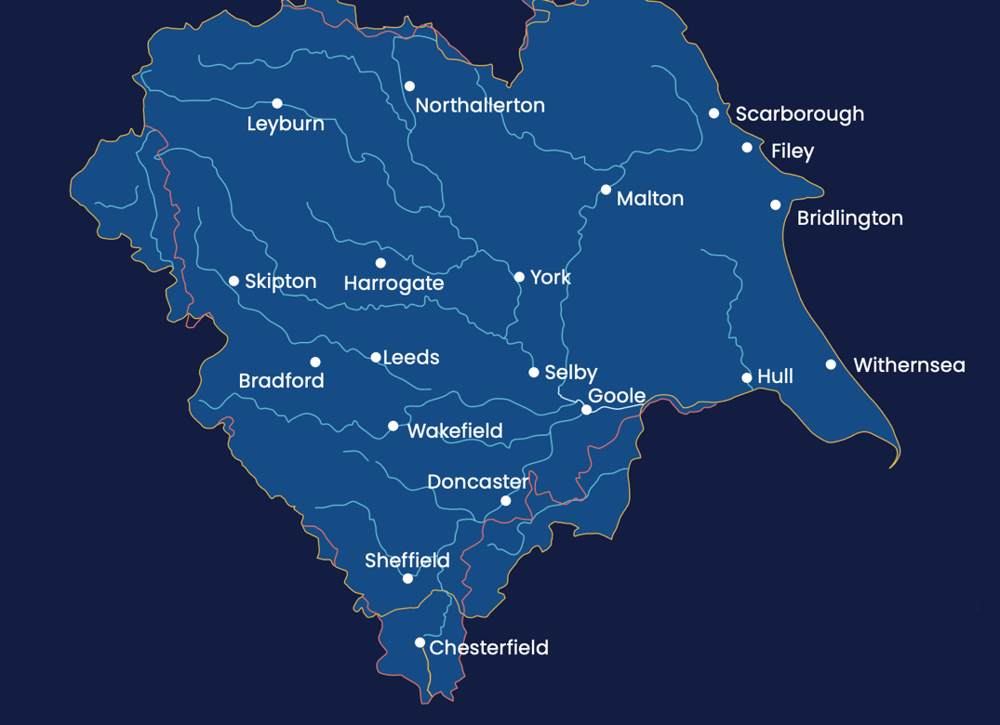 Northallerton
Leyburn
Scarborough
Filey
Malton
Bridlington
Skipton
Harrogate
York
Leeds
Bradford
Selby
Goole
Hull
Withernsea
Wakefield
Doncaster
Sheffield
Chesterfield